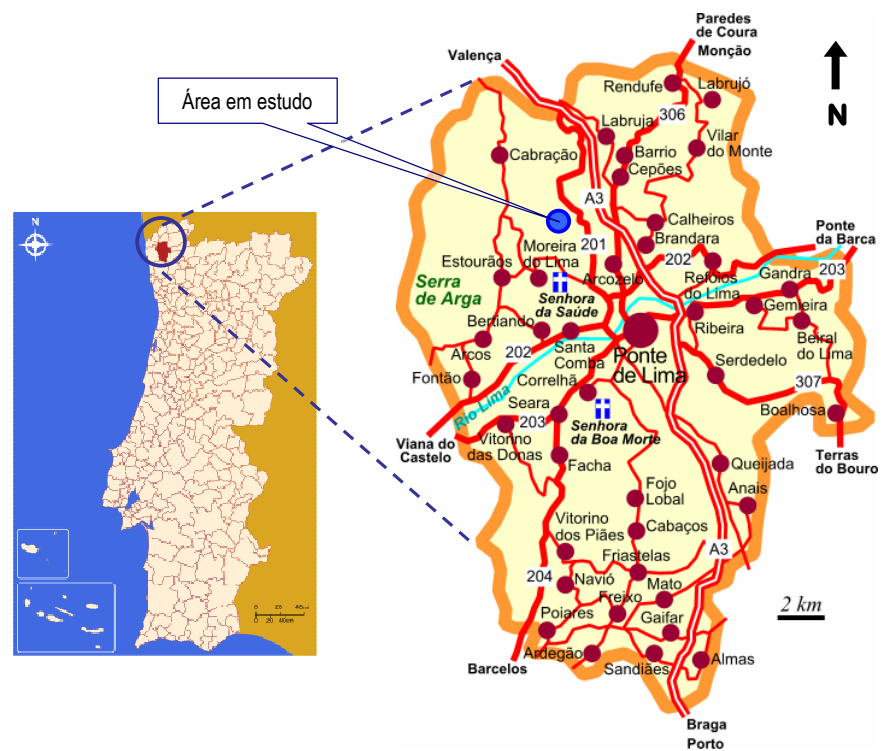 Área em estudo
N
0 20 40km
Paredes
de Coura
Monção
Valença
N
Rendufe
Labrujó
306
Labruja
Vilar
do Monte
Barrio
Cepões
Cabração
A3
Calheiros
Brandara
201
202
Ponte
da Barca
Moreira
do Lima
Estourãos
Arcozelo
Refóios
do Lima
Gandra
203
Serra
de Arga
Senhora
da Saúde
Gemieira
Ribeira
Beiral
do Lima
Bertiando
Arcos
202
Santa
Comba
Ponte
de Lima
Serdedelo
307
Fontão
Correlhã
Rio Lima
Seara
203
Boalhosa
Viana do
Castelo
Vitorino
das Donas
Senhora
da Boa Morte
Terras
do Bouro
Facha
Queijada
Fojo
Lobal
Anais
Vitorino
dos Piães
Cabaços
Friastelas
A3
204
Navió
Mato
Freixo
2 km
Poiares
Gaifar
Ardegão
Sandiães
Almas
Barcelos
Braga
Porto